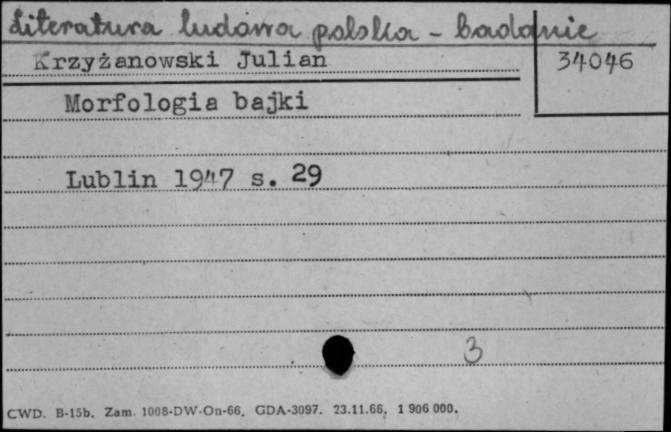 Literatura ludowa polska - badanie
Krzyżanowski Julian 34046
Morfologia bajki
Lublin 1947 s. 29
3
CWD. B-15b. Zam. 1008-DW-On-66. GDA-3097. 23.11.66. 1 906 000.